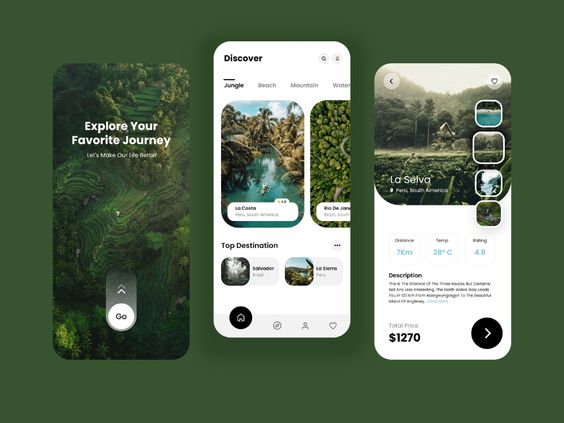 Explore Your
Favorite Journey
Let's Make Our Life Better
Go
Discover
Jungle Beach Mountain Water
La Costa
Peru, South America
4.8
Rio De Jane
Brazil, South
Top Destination
Salvador
Brazil
La Sierra
Peru,
La Selva
Peru, South America
Distance Temp Rating
7Km 28° C 4.8
Description
This Is The Shortest Of The Three Routes But Certainly
Not Any Less Interesting. The North Wales Way Leads
You In 120 Km From Abergwyngregyn To The Beautiful
Island Of Anglesey... Read More
Total Price
$1270